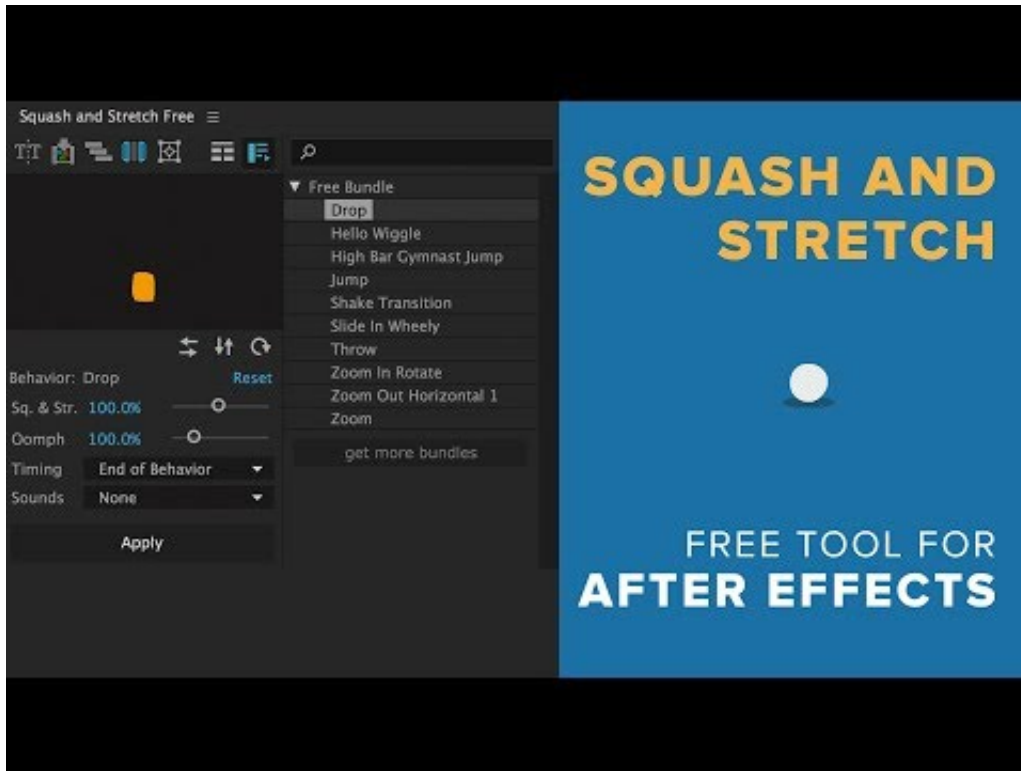 Squash and Stretch Free
Free Bundle
Drop
Hello Wiggle
High Bar Gymnast Jump
Jump
Shake Transition
Slide In Wheely
Throw
Zoom In Rotate
Zoom Out Horizontal 1
Zoom
get more bundles
Behavior: Drop Reset
Sq. & Str. 100.0%
Oomph 100.0%
Timing End of Behavior
Sounds None
Apply
SQUASH AND
STRETCH
FREE TOOL FOR
AFTER EFFECTS